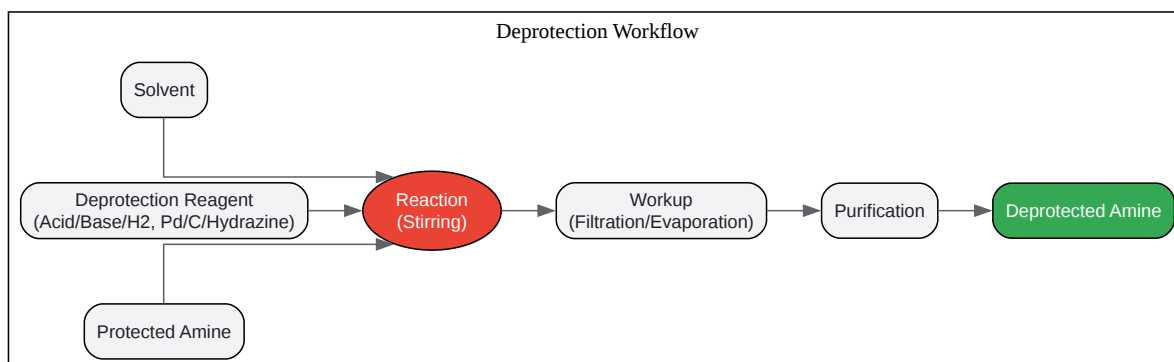 Deprotection Workflow
Solvent
Deprotection Reagent
(Acid/Base/H2, Pd/C/Hydrazine)
Reaction
(Stirring)
Workup
(Filtration/Evaporation)
Purification
Deprotected Amine
Protected Amine